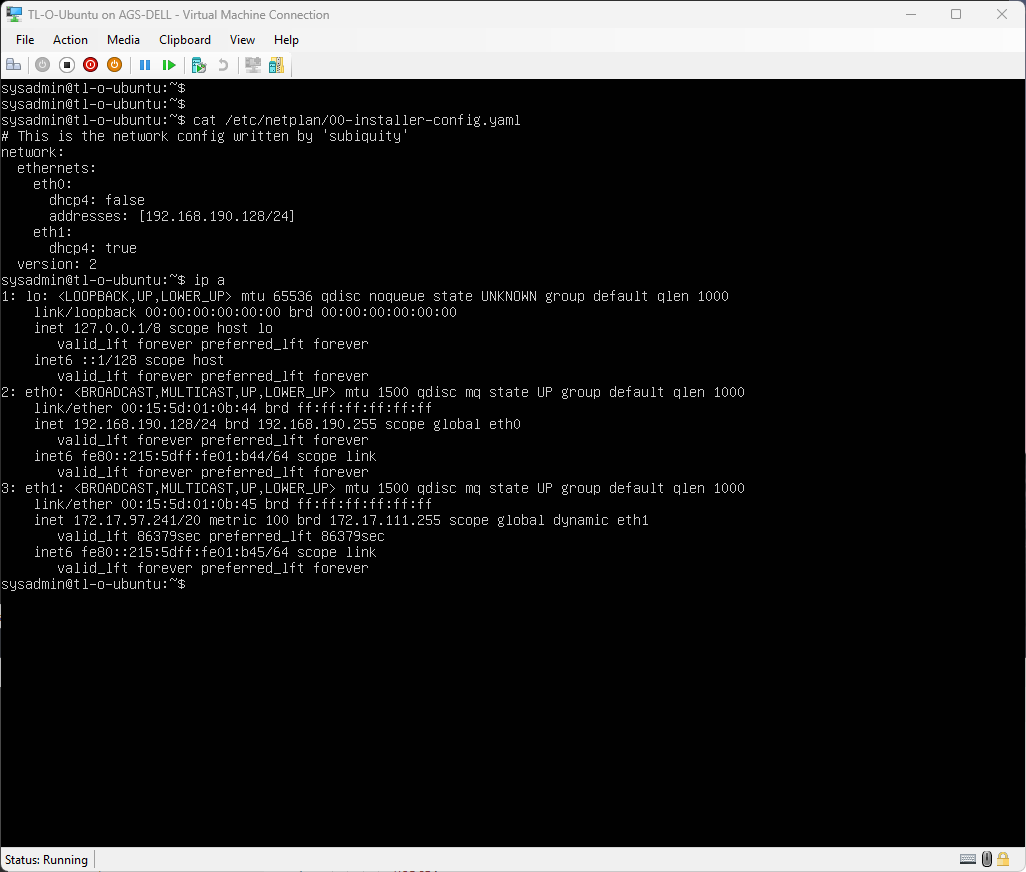 TL-O-Ubuntu on AGS-DELL - Virtual Machine Connection
File Action Media Clipboard View Help
sysadmin@tl-o-ubuntu:~$
sysadmin@tl-o-ubuntu:~$
sysadmin@tl-o-ubuntu:~$ cat /etc/netplan/00-installer-config.yaml
# This is the network config written by 'subiquity'
network:
  ethernets:
    eth0:
      dhcp4: false
      addresses: [192.168.190.128/24]
    eth1:
      dhcp4: true
  version: 2
sysadmin@tl-o-ubuntu:~$ ip a
1: lo: <LOOPBACK,UP,LOWER_UP> mtu 65536 qdisc noqueue state UNKNOWN group default qlen 1000
    link/loopback 00:00:00:00:00:00 brd 00:00:00:00:00:00
    inet 127.0.0.1/8 scope host lo
       valid_lft forever preferred_lft forever
    inet6 ::1/128 scope host
       valid_lft forever preferred_lft forever
2: eth0: <BROADCAST,MULTICAST,UP,LOWER_UP> mtu 1500 qdisc mq state UP group default qlen 1000
    link/ether 00:15:5d:01:0b:44 brd ff:ff:ff:ff:ff:ff
    inet 192.168.190.128/24 brd 192.168.190.255 scope global eth0
       valid_lft forever preferred_lft forever
    inet6 fe80::215:5dff:fe01:b44/64 scope link
       valid_lft forever preferred_lft forever
3: eth1: <BROADCAST,MULTICAST,UP,LOWER_UP> mtu 1500 qdisc mq state UP group default qlen 1000
    link/ether 00:15:5d:01:0b:45 brd ff:ff:ff:ff:ff:ff
    inet 172.17.97.241/20 metric 100 brd 172.17.111.255 scope global dynamic eth1
       valid_lft 86379sec preferred_lft 86379sec
    inet6 fe80::215:5dff:fe01:b45/64 scope link
       valid_lft forever preferred_lft forever
sysadmin@tl-o-ubuntu:~$
Status: Running